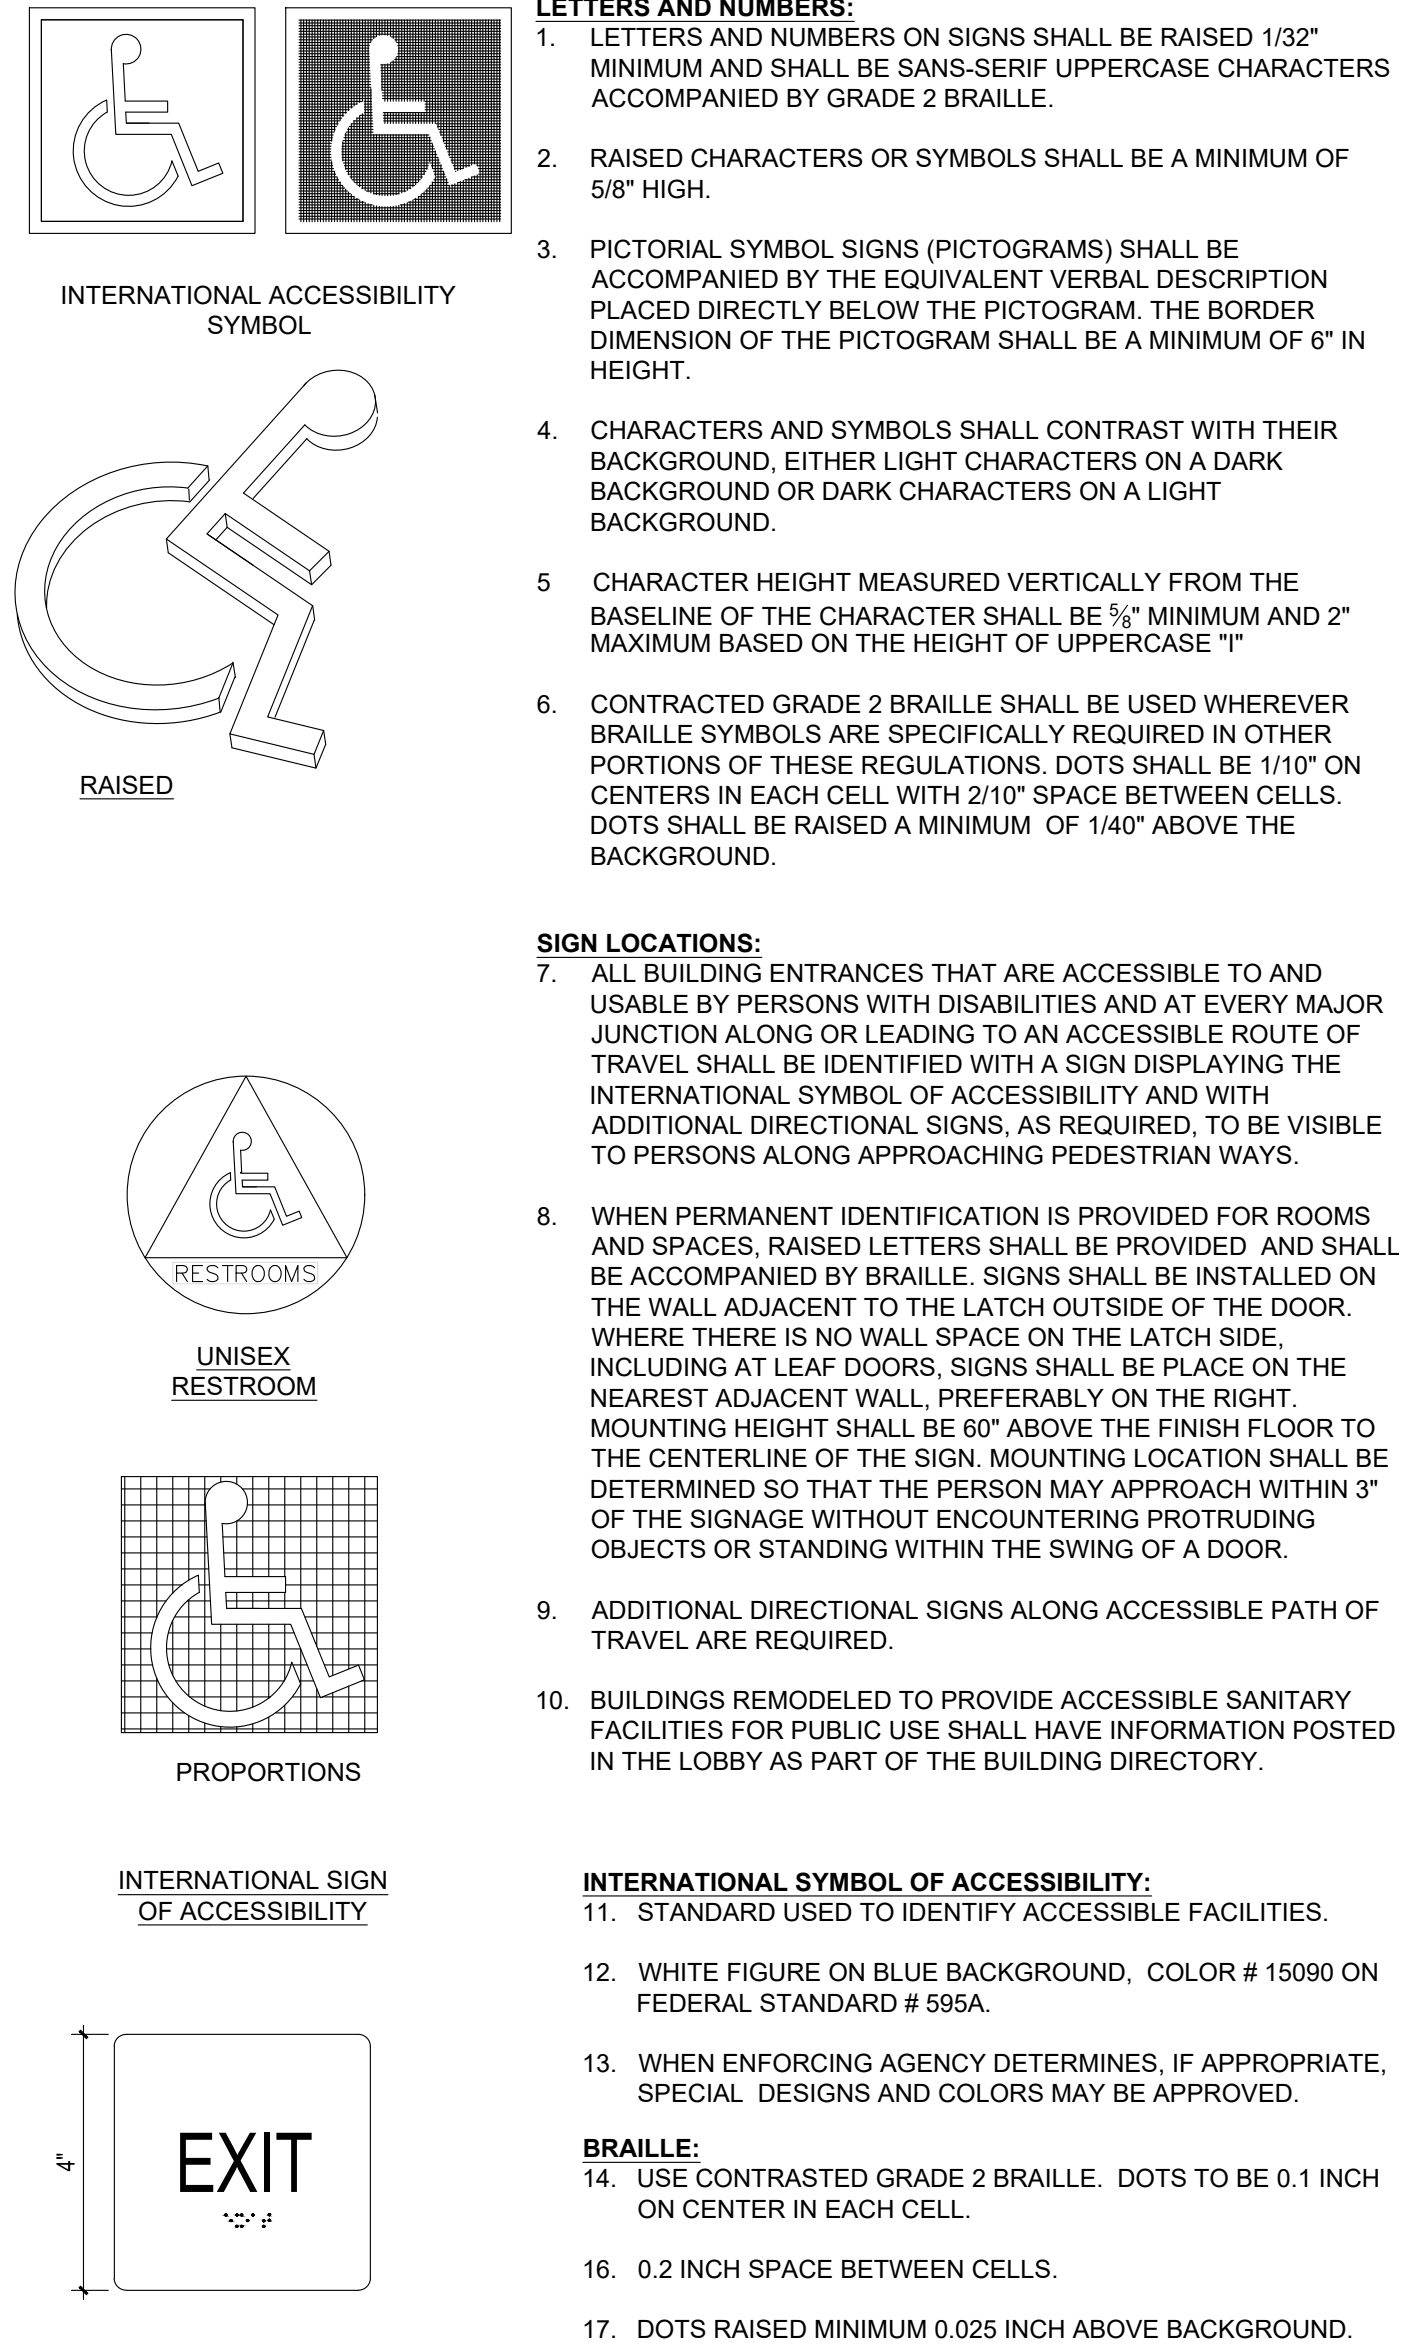 INTERNATIONAL ACCESSIBILITY
SYMBOL
RAISED
RESTROOMS
UNISEX
RESTROOM
PROPORTIONS
INTERNATIONAL SIGN
OF ACCESSIBILITY
4"
EXIT
LETTERS AND NUMBERS:
1. LETTERS AND NUMBERS ON SIGNS SHALL BE RAISED 1/32"
MINIMUM AND SHALL BE SANS-SERIF UPPERCASE CHARACTERS
ACCOMPANIED BY GRADE 2 BRAILLE.
2. RAISED CHARACTERS OR SYMBOLS SHALL BE A MINIMUM OF
5/8" HIGH.
3. PICTORIAL SYMBOL SIGNS (PICTOGRAMS) SHALL BE
ACCOMPANIED BY THE EQUIVALENT VERBAL DESCRIPTION
PLACED DIRECTLY BELOW THE PICTOGRAM. THE BORDER
DIMENSION OF THE PICTOGRAM SHALL BE A MINIMUM OF 6" IN
HEIGHT.
4. CHARACTERS AND SYMBOLS SHALL CONTRAST WITH THEIR
BACKGROUND, EITHER LIGHT CHARACTERS ON A DARK
BACKGROUND OR DARK CHARACTERS ON A LIGHT
BACKGROUND.
5 CHARACTER HEIGHT MEASURED VERTICALLY FROM THE
BASELINE OF THE CHARACTER SHALL BE 5/8" MINIMUM AND 2"
MAXIMUM BASED ON THE HEIGHT OF UPPERCASE "I"
6. CONTRACTED GRADE 2 BRAILLE SHALL BE USED WHEREVER
BRAILLE SYMBOLS ARE SPECIFICALLY REQUIRED IN OTHER
PORTIONS OF THESE REGULATIONS. DOTS SHALL BE 1/10" ON
CENTERS IN EACH CELL WITH 2/10" SPACE BETWEEN CELLS.
DOTS SHALL BE RAISED A MINIMUM OF 1/40" ABOVE THE
BACKGROUND.
SIGN LOCATIONS:
7. ALL BUILDING ENTRANCES THAT ARE ACCESSIBLE TO AND
USABLE BY PERSONS WITH DISABILITIES AND AT EVERY MAJOR
JUNCTION ALONG OR LEADING TO AN ACCESSIBLE ROUTE OF
TRAVEL SHALL BE IDENTIFIED WITH A SIGN DISPLAYING THE
INTERNATIONAL SYMBOL OF ACCESSIBILITY AND WITH
ADDITIONAL DIRECTIONAL SIGNS, AS REQUIRED, TO BE VISIBLE
TO PERSONS ALONG APPROACHING PEDESTRIAN WAYS.
8. WHEN PERMANENT IDENTIFICATION IS PROVIDED FOR ROOMS
AND SPACES, RAISED LETTERS SHALL BE PROVIDED AND SHALL
BE ACCOMPANIED BY BRAILLE. SIGNS SHALL BE INSTALLED ON
THE WALL ADJACENT TO THE LATCH OUTSIDE OF THE DOOR.
WHERE THERE IS NO WALL SPACE ON THE LATCH SIDE,
INCLUDING AT LEAF DOORS, SIGNS SHALL BE PLACE ON THE
NEAREST ADJACENT WALL, PREFERABLY ON THE RIGHT.
MOUNTING HEIGHT SHALL BE 60" ABOVE THE FINISH FLOOR TO
THE CENTERLINE OF THE SIGN. MOUNTING LOCATION SHALL BE
DETERMINED SO THAT THE PERSON MAY APPROACH WITHIN 3"
OF THE SIGNAGE WITHOUT ENCOUNTERING PROTRUDING
OBJECTS OR STANDING WITHIN THE SWING OF A DOOR.
9. ADDITIONAL DIRECTIONAL SIGNS ALONG ACCESSIBLE PATH OF
TRAVEL ARE REQUIRED.
10. BUILDINGS REMODELED TO PROVIDE ACCESSIBLE SANITARY
FACILITIES FOR PUBLIC USE SHALL HAVE INFORMATION POSTED
IN THE LOBBY AS PART OF THE BUILDING DIRECTORY.
INTERNATIONAL SYMBOL OF ACCESSIBILITY:
11. STANDARD USED TO IDENTIFY ACCESSIBLE FACILITIES.
12. WHITE FIGURE ON BLUE BACKGROUND, COLOR # 15090 ON
FEDERAL STANDARD # 595A.
13. WHEN ENFORCING AGENCY DETERMINES, IF APPROPRIATE,
SPECIAL DESIGNS AND COLORS MAY BE APPROVED.
BRAILLE:
14. USE CONTRASTED GRADE 2 BRAILLE. DOTS TO BE 0.1 INCH
ON CENTER IN EACH CELL.
16. 0.2 INCH SPACE BETWEEN CELLS.
17. DOTS RAISED MINIMUM 0.025 INCH ABOVE BACKGROUND.